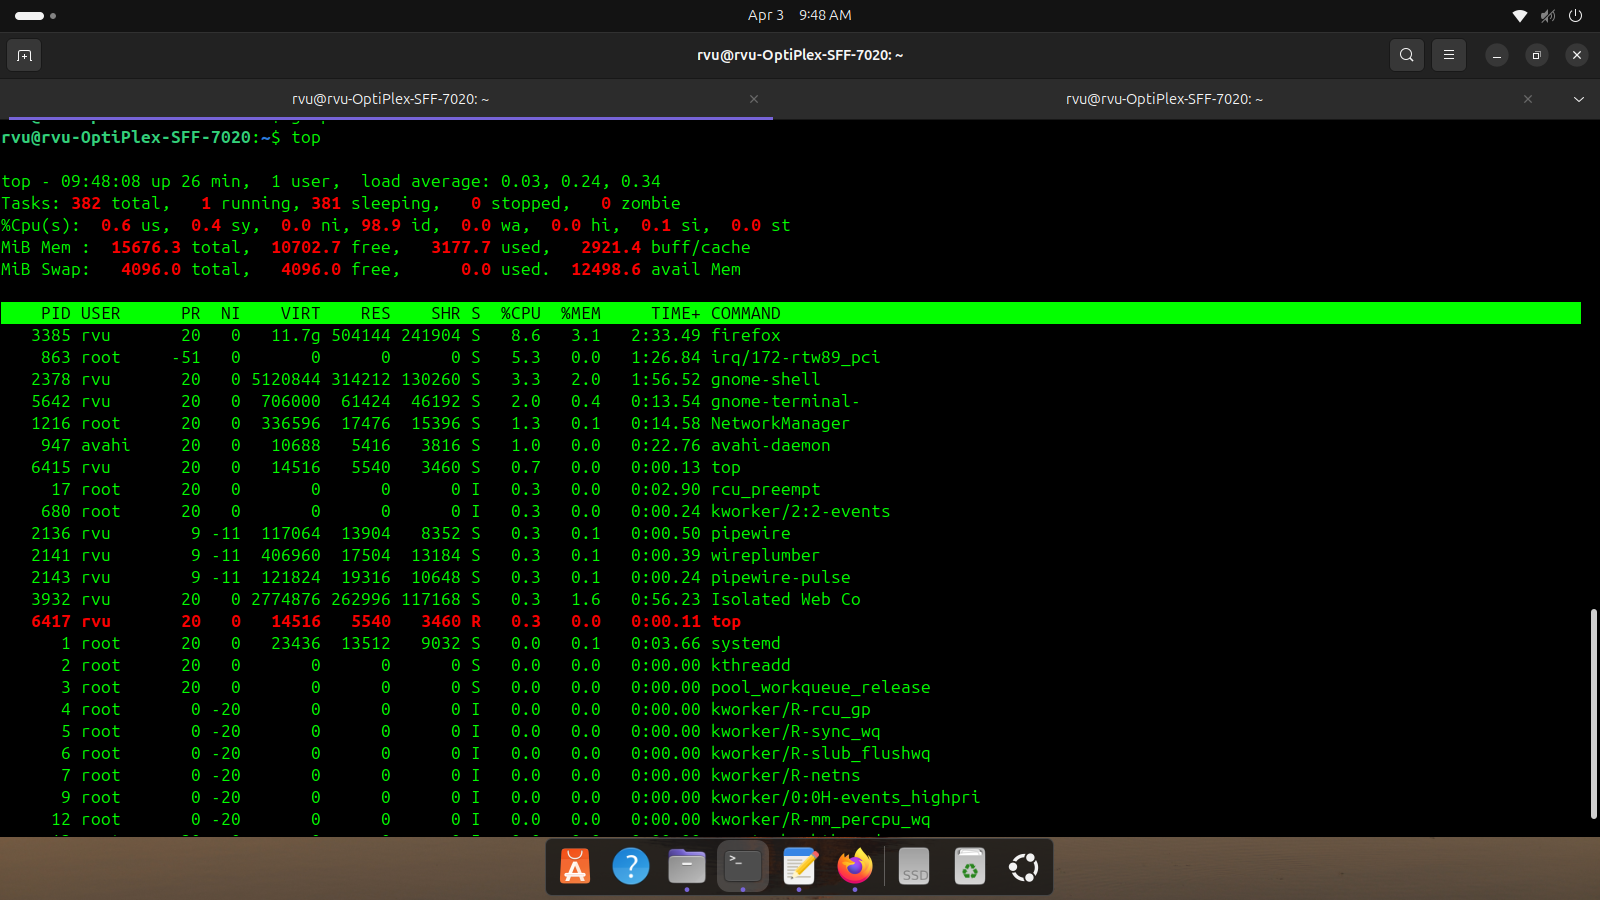 Apr 3 9:48 AM
rvu@rvu-OptiPlex-SFF-7020: ~
rvu@rvu-OptiPlex-SFF-7020: ~
rvu@rvu-OptiPlex-SFF-7020: ~
rvu@rvu-OptiPlex-SFF-7020:~$ top
top - 09:48:08 up 26 min,  1 user,  load average: 0.03, 0.24, 0.34
Tasks: 382 total,   1 running, 381 sleeping,   0 stopped,   0 zombie
%Cpu(s):  0.6 us,  0.4 sy,  0.0 ni, 98.9 id,  0.0 wa,  0.0 hi,  0.1 si,  0.0 st
MiB Mem :  15676.3 total,  10702.7 free,   3177.7 used,   2921.4 buff/cache
MiB Swap:   4096.0 total,   4096.0 free,      0.0 used.  12498.6 avail Mem
PID USER PR NI VIRT RES SHR S %CPU %MEM TIME+ COMMAND
3385 rvu 20 0 11.7g 504144 241904 S 8.6 3.1 2:33.49 firefox
863 root -51 0 0 0 0 S 5.3 0.0 1:26.84 irq/172-rtw89_pci
2378 rvu 20 0 5120844 314212 130260 S 3.3 2.0 1:56.52 gnome-shell
5642 rvu 20 0 706000 61424 46192 S 2.0 0.4 0:13.54 gnome-terminal-
1216 root 20 0 336596 17476 15396 S 1.3 0.1 0:14.58 NetworkManager
947 avahi 20 0 10688 5416 3816 S 1.0 0.0 0:22.76 avahi-daemon
6415 rvu 20 0 14516 5540 3460 S 0.7 0.0 0:00.13 top
17 root 20 0 0 0 0 I 0.3 0.0 0:02.90 rcu_preempt
680 root 20 0 0 0 0 I 0.3 0.0 0:00.24 kworker/2:2-events
2136 rvu 9 -11 117064 13904 8352 S 0.3 0.1 0:00.50 pipewire
2141 rvu 9 -11 406960 17504 13184 S 0.3 0.1 0:00.39 wireplumber
2143 rvu 9 -11 121824 19316 10648 S 0.3 0.1 0:00.24 pipewire-pulse
3932 rvu 20 0 2774876 262996 117168 S 0.3 1.6 0:56.23 Isolated Web Co
6417 rvu 20 0 14516 5540 3460 R 0.3 0.0 0:00.11 top
1 root 20 0 23436 13512 9032 S 0.0 0.1 0:03.66 systemd
2 root 20 0 0 0 0 S 0.0 0.0 0:00.00 kthreadd
3 root 20 0 0 0 0 S 0.0 0.0 0:00.00 pool_workqueue_release
4 root 0 -20 0 0 0 I 0.0 0.0 0:00.00 kworker/R-rcu_gp
5 root 0 -20 0 0 0 I 0.0 0.0 0:00.00 kworker/R-sync_wq
6 root 0 -20 0 0 0 I 0.0 0.0 0:00.00 kworker/R-slub_flushwq
7 root 0 -20 0 0 0 I 0.0 0.0 0:00.00 kworker/R-netns
9 root 0 -20 0 0 0 I 0.0 0.0 0:00.00 kworker/0:0H-events_highpri
12 root 0 -20 0 0 0 I 0.0 0.0 0:00.00 kworker/R-mm_percpu_wq
SSD